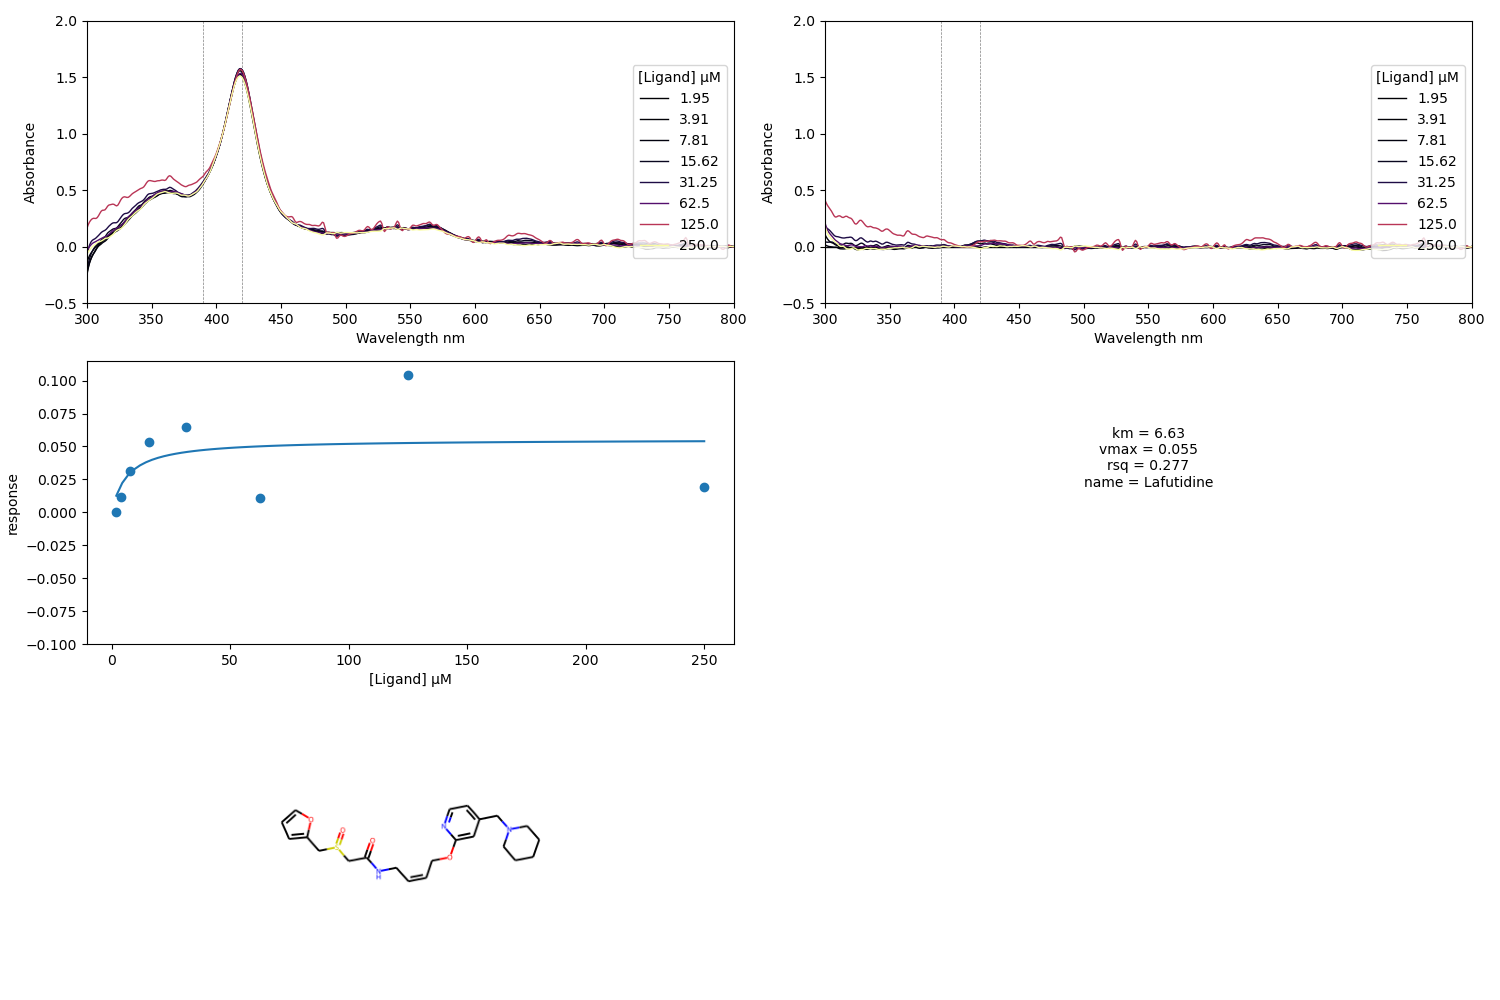 2.0
1.5
1.0
0.5
0.0
−0.5
Absorbance
300 350 400 450 500 550 600 650 700 750 800
Wavelength nm
[Ligand] µM
1.95
3.91
7.81
15.62
31.25
62.5
125.0
250.0
2.0
1.5
1.0
0.5
0.0
−0.5
Absorbance
300 350 400 450 500 550 600 650 700 750 800
Wavelength nm
[Ligand] µM
1.95
3.91
7.81
15.62
31.25
62.5
125.0
250.0
0.100
0.075
0.050
0.025
0.000
−0.025
−0.050
−0.075
−0.100
response
0 50 100 150 200 250
[Ligand] µM
km = 6.63
vmax = 0.055
rsq = 0.277
name = Lafutidine
O
S
O
O
N
H
O
N
N